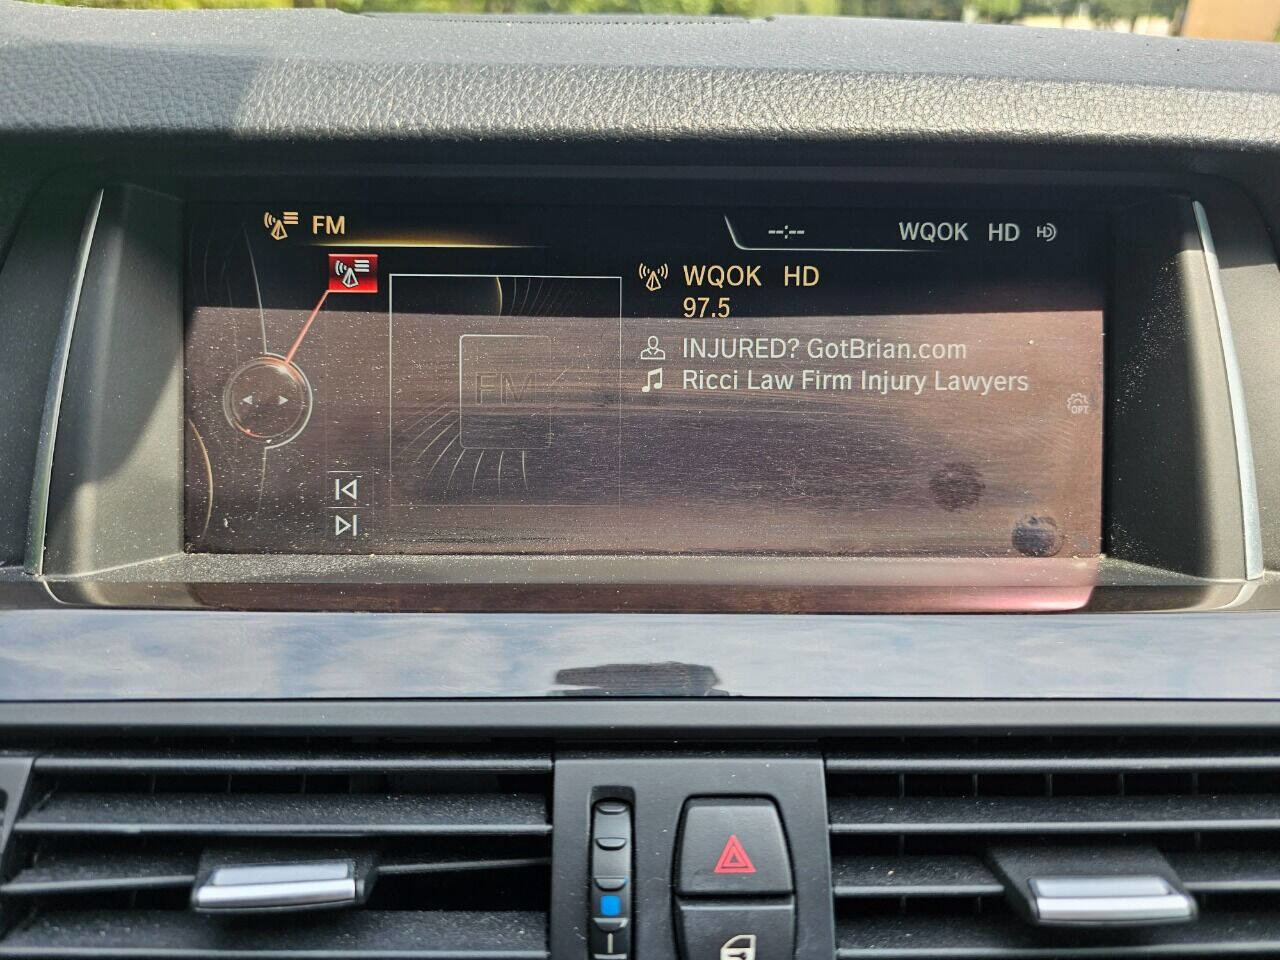 FM
--:--
WQOK HD
WQOK HD
97.5
INJURED? GotBrian.com
Ricci Law Firm Injury Lawyers
FM
OPT